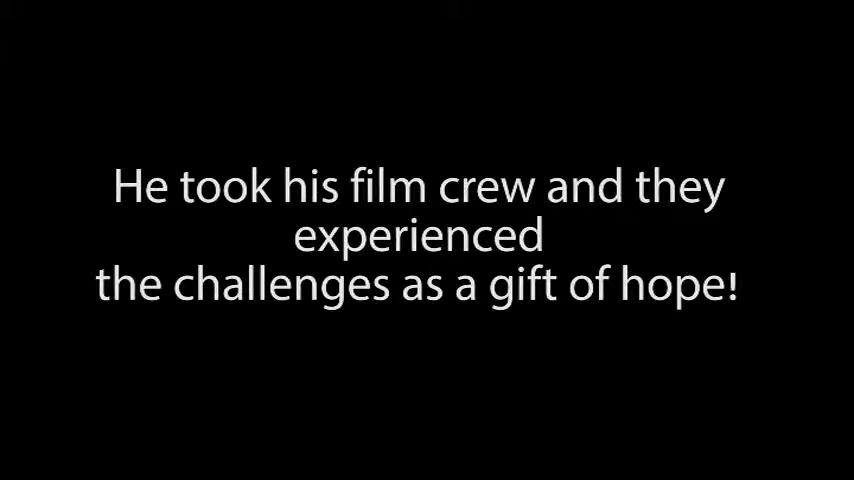 He took his film crew and they
experienced
the challenges as a gift of hope!